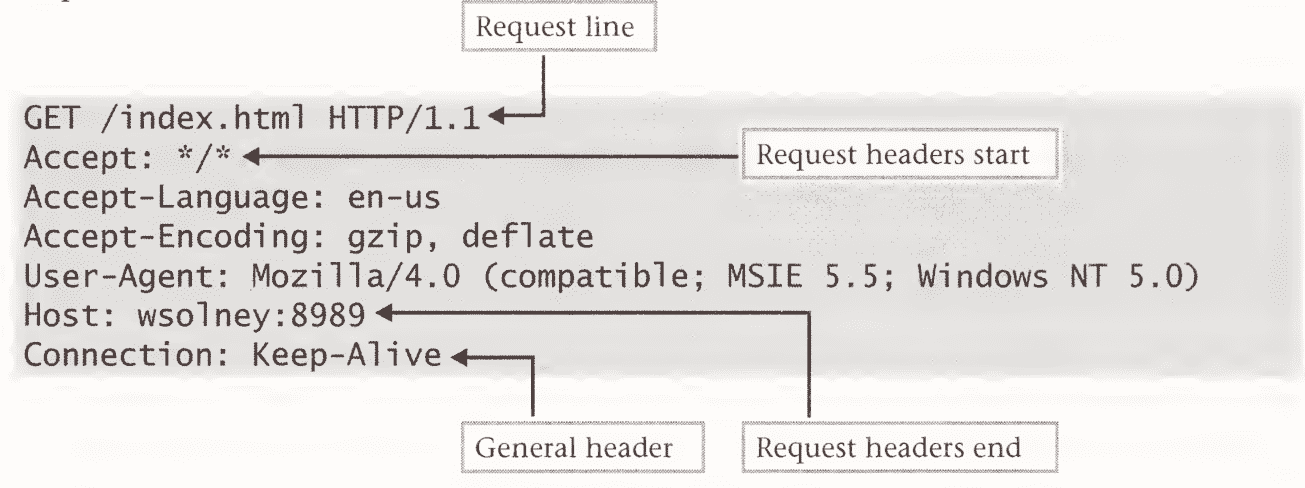 Request line
GET /index.html HTTP/1.1
Accept: */*
Request headers start
Accept-Language: en-us
Accept-Encoding: gzip, deflate
User-Agent: Mozilla/4.0 (compatible; MSIE 5.5; Windows NT 5.0)
Host: wsolney:8989
Connection: Keep-Alive
General header
Request headers end